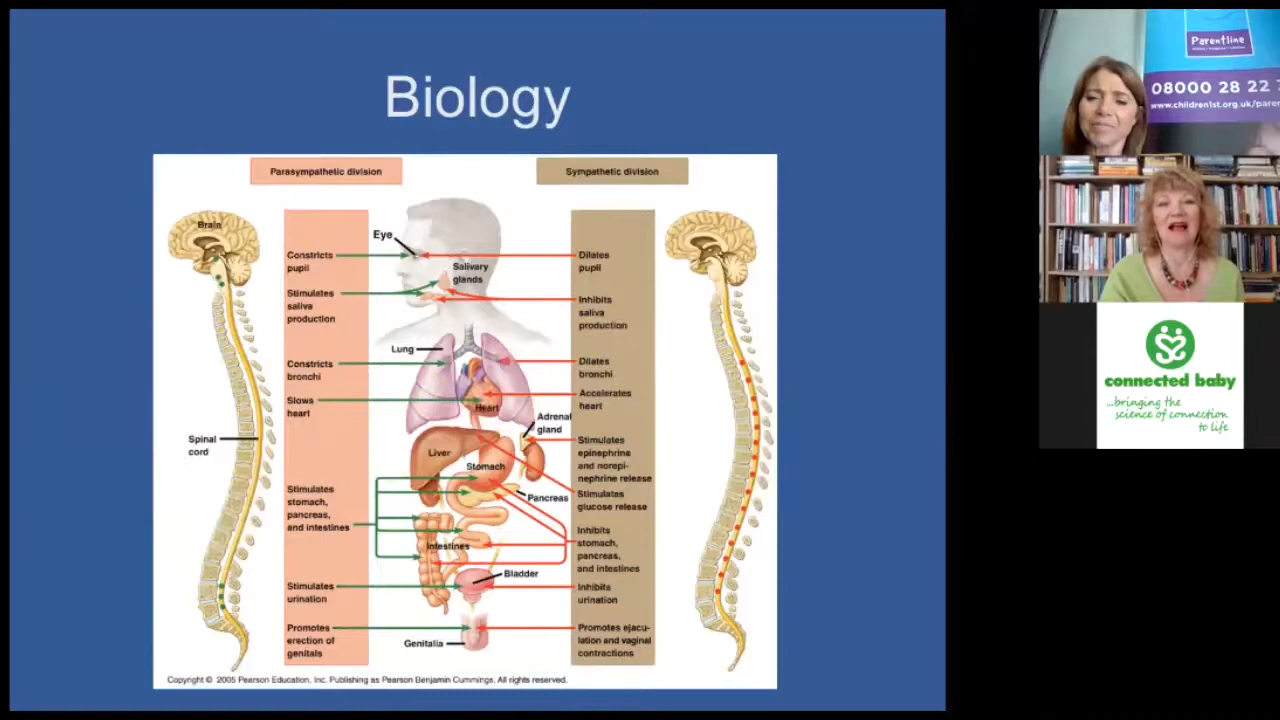 Biology
Parasympathetic division
Sympathetic division
Brain
Eye
Constricts
pupil
Dilates
pupil
Salivary
glands
Stimulates
saliva
production
Inhibits
saliva
production
Lung
Constricts
bronchi
Dilates
bronchi
Slows
heart
Heart
Accelerates
heart
Adrenal
gland
Spinal
cord
Liver
Stomach
Stimulates
epinephrine
and norepi-
nephrine release
Pancreas
Stimulates
glucose release
Stimulates
stomach,
pancreas,
and intestines
Intestines
Inhibits
stomach,
pancreas,
and intestines
Bladder
Stimulates
urination
Inhibits
urination
Promotes
erection of
genitals
Genitalia
Promotes ejacu-
lation and vaginal
contractions
Copyright © 2005 Pearson Education, Inc. Publishing as Pearson Benjamin Cummings. All rights reserved.
Parentline
08000 28 22
www.children1st.org.uk/paren
connected baby
...bringing the
science of connection
to life